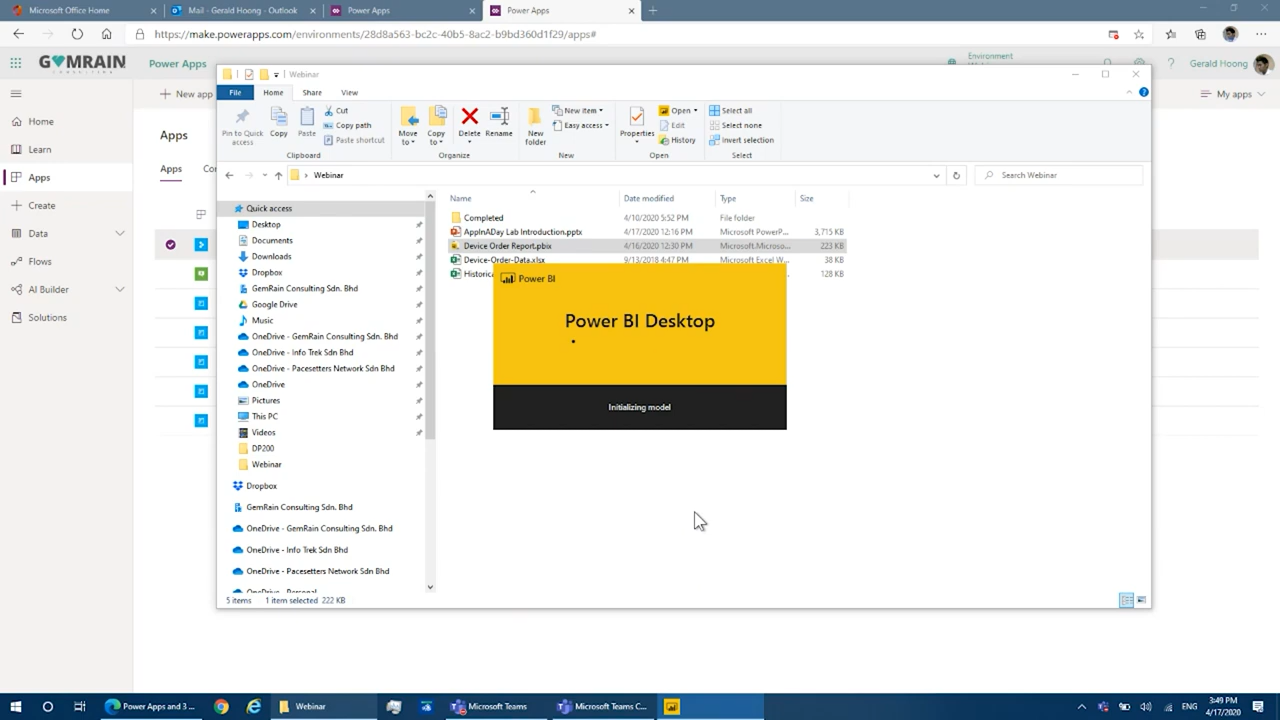 Microsoft Office Home
Mail - Gerald Hoong - Outlook
Power Apps
Power Apps
https://make.powerapps.com/environments/28d8a563-bc2c-40b5-8ac2-b9bd360d1f29/apps#
GEMRAIN
CONSULTING
Power Apps
Environment
Gerald Hoong
New app
My apps
Home
Learn
Apps
Create
Data
Flows
AI Builder
Solutions
Apps
Apps
Webinar
File
Home
Share
View
Pin to Quick access
Copy
Paste
Cut
Copy path
Paste shortcut
Clipboard
Move to
Copy to
Delete
Rename
Organize
New folder
New item
Easy access
New
Properties
Open
Edit
History
Open
Select all
Select none
Invert selection
Select
Webinar
Search Webinar
Name
Date modified
Type
Size
Completed
4/10/2020 5:52 PM
File folder
AppInADay Lab Introduction.pptx
4/17/2020 12:16 PM
Microsoft PowerP...
3,715 KB
Device Order Report.pbix
4/16/2020 12:30 PM
Microsoft.Microso...
223 KB
Device-Order-Data.xlsx
9/13/2018 4:47 PM
Microsoft Excel W...
38 KB
128 KB
Quick access
Desktop
Documents
Downloads
Dropbox
GemRain Consulting Sdn. Bhd
Google Drive
Music
OneDrive - GemRain Consulting Sdn. Bhd
OneDrive - Info Trek Sdn Bhd
OneDrive - Pacesetters Network Sdn Bhd
OneDrive
Pictures
This PC
Videos
DP200
Webinar
Dropbox
GemRain Consulting Sdn. Bhd
OneDrive - GemRain Consulting Sdn. Bhd
OneDrive - Info Trek Sdn Bhd
OneDrive - Pacesetters Network Sdn Bhd
Power BI
Power BI Desktop
Initializing model
5 items
1 item selected 222 KB
Power Apps and 3 ...
Webinar
Microsoft Teams
Microsoft Teams C...
ENG
3:49 PM
4/17/2020